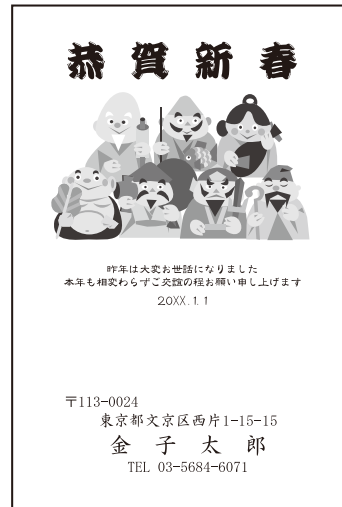 恭賀新春
昨年は大変お世話になりました
本年も相変わらずご交誼の程お願い申し上げます
20XX.1.1
〒113-0024
東京都文京区西片1-15-15
金子太郎
TEL 03-5684-6071